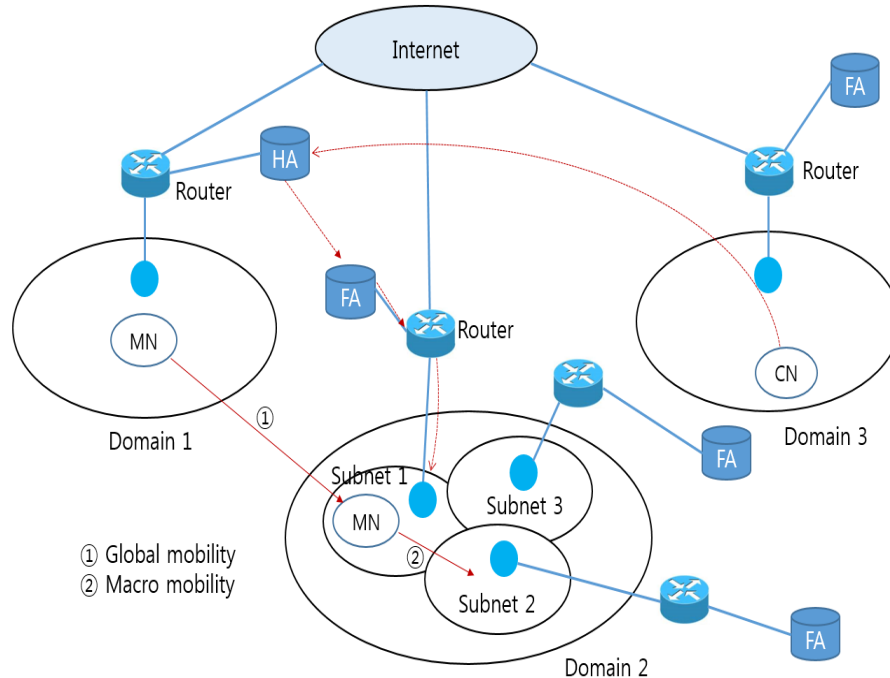 Internet
FA
HA
Router
Router
FA
MN
Router
CN
①
Domain 1
Domain 3
FA
Subnet 1
Subnet 3
MN
②
① Global mobility
② Macro mobility
Subnet 2
FA
Domain 2